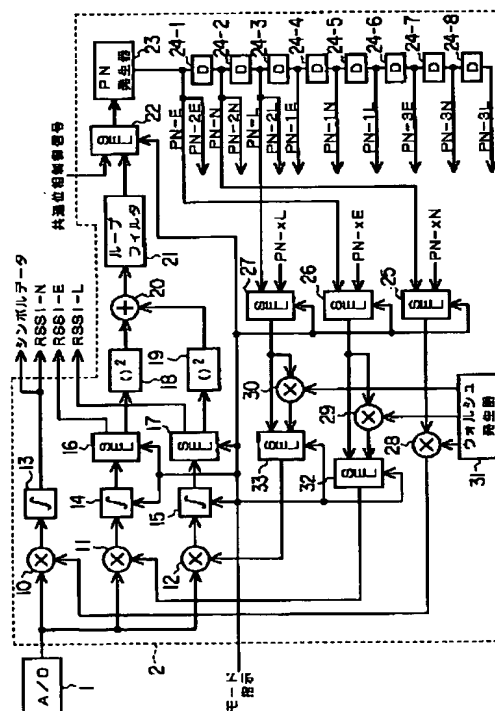 シンボルデータ
RSSI-N
RSSI-E
RSSI-L
共通位相制御信号
A/D
1
2
10
11
12
13
14
15
∫
∫
∫
16
17
SEL
SEL
18
19
( )²
( )²
20
ループ
フィルタ
21
22
SEL
PN
発生器
23
24-1
24-2
24-3
24-4
24-5
24-6
24-7
24-8
D
D
D
D
D
D
D
D
PN-E
PN-2E
PN-N
PN-2N
PN-L
PN-2L
PN-1E
PN-1N
PN-1L
PN-3E
PN-3N
PN-3L
27
SEL
PN-xL
26
SEL
PN-xE
25
SEL
PN-xN
30
29
28
33
SEL
32
SEL
ウォルシュ
発生器
31
モード
指引